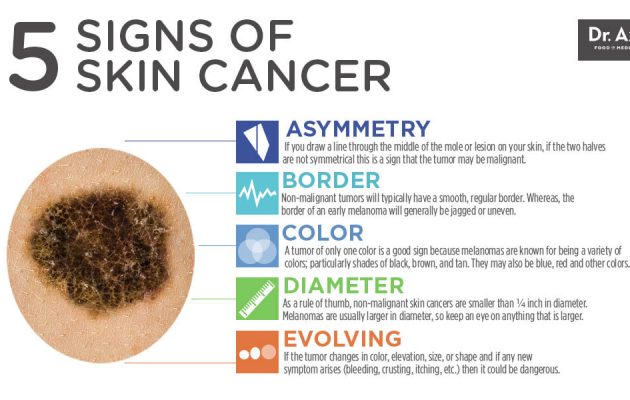 5 SIGNS OF
SKIN CANCER
Dr. A
FOOD IS MEDI
ASYMMETRY
If you draw a line through the middle of the mole or lesion on your skin, if the two halves
are not symmetrical this is a sign that the tumor may be malignant.
BORDER
Non-malignant tumors will typically have a smooth, regular border. Whereas, the
border of an early melanoma will generally be jagged or uneven.
COLOR
A tumor of only one color is a good sign because melanomas are known for being a variety of
colors; particularly shades of black, brown, and tan. They may also be blue, red and other colors.
DIAMETER
As a rule of thumb, non-malignant skin cancers are smaller than ¼ inch in diameter.
Melanomas are usually larger in diameter, so keep an eye on anything that is larger.
EVOLVING
If the tumor changes in color, elevation, size, or shape and if any new
symptom arises (bleeding, crusting, itching, etc.) then it could be dangerous.